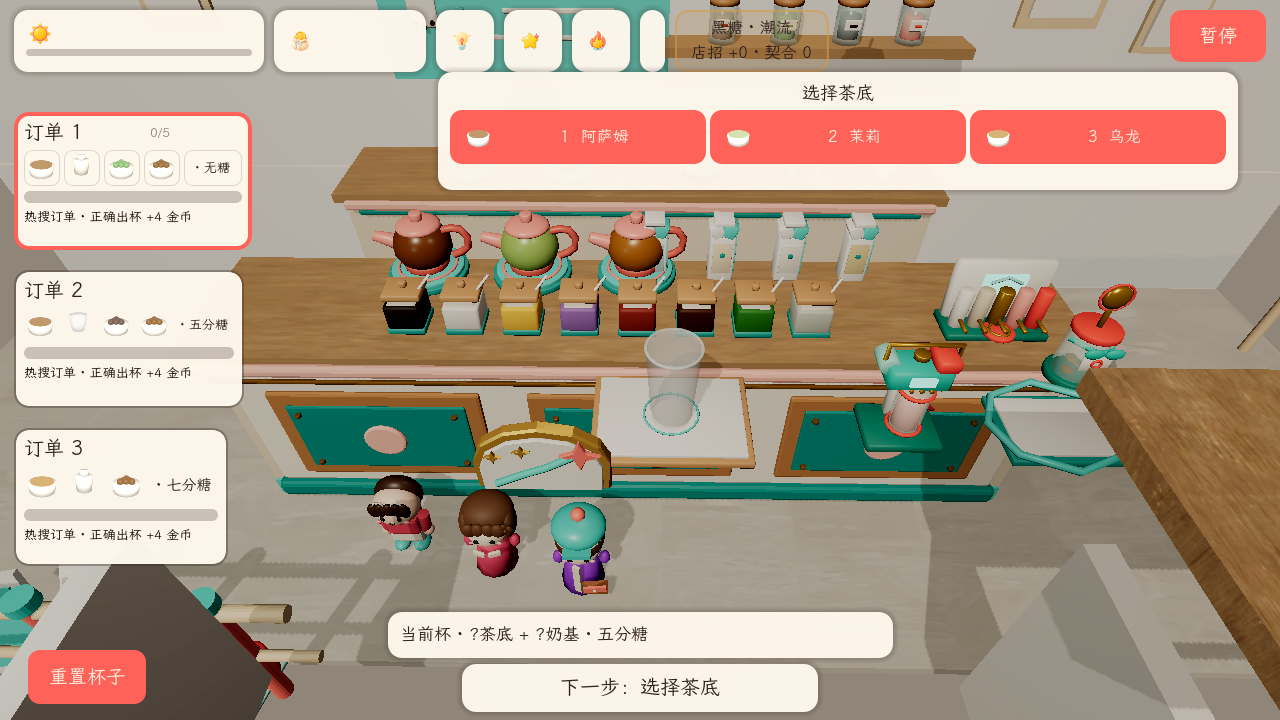 黑糖·潮流
店招 +0·契合 0
暂停
选择茶底
1 阿萨姆
2 茉莉
3 乌龙
订单 1
0/5
·无糖
热搜订单·正确出杯 +4 金币
订单 2
·五分糖
热搜订单·正确出杯 +4 金币
订单 3
·七分糖
热搜订单·正确出杯 +4 金币
当前杯·?茶底 + ?奶基·五分糖
重置杯子
下一步: 选择茶底